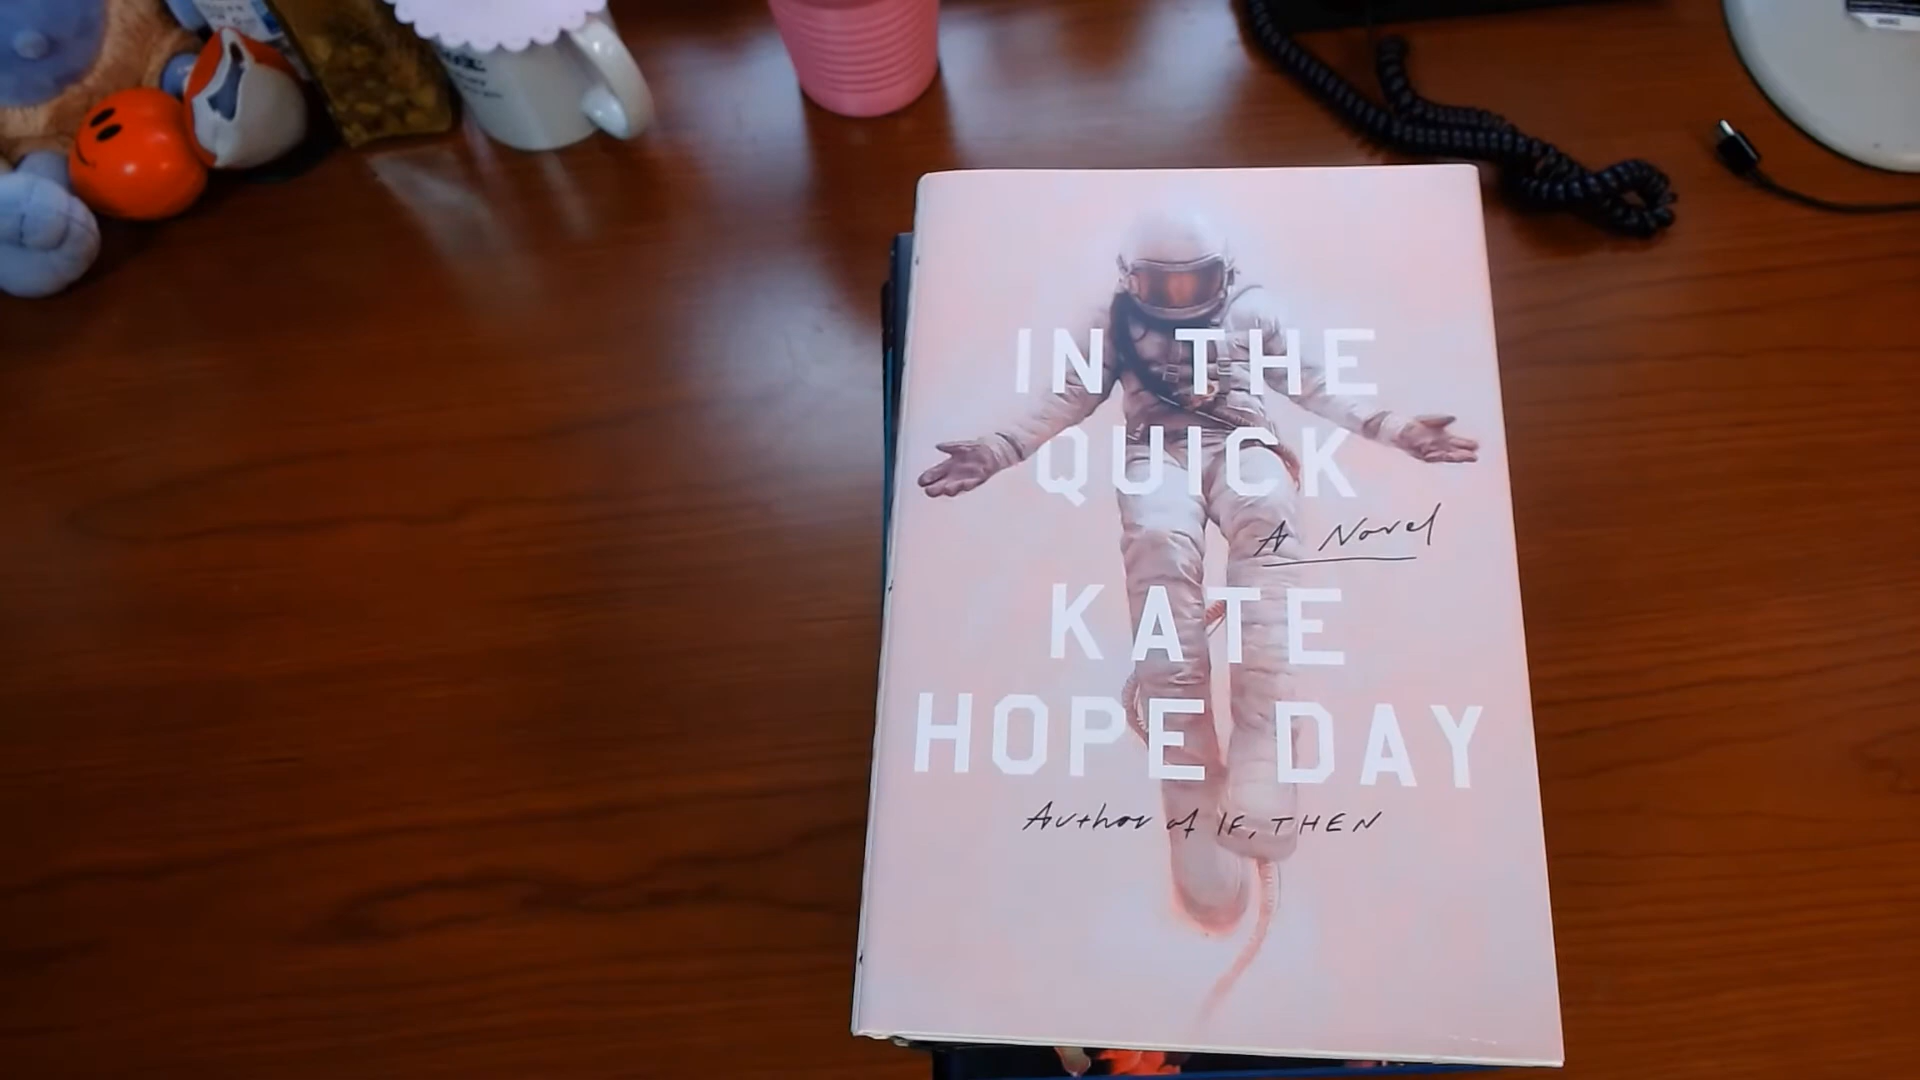 IN THE
QUICK
A Novel
KATE
HOPE DAY
Author of IF, THEN